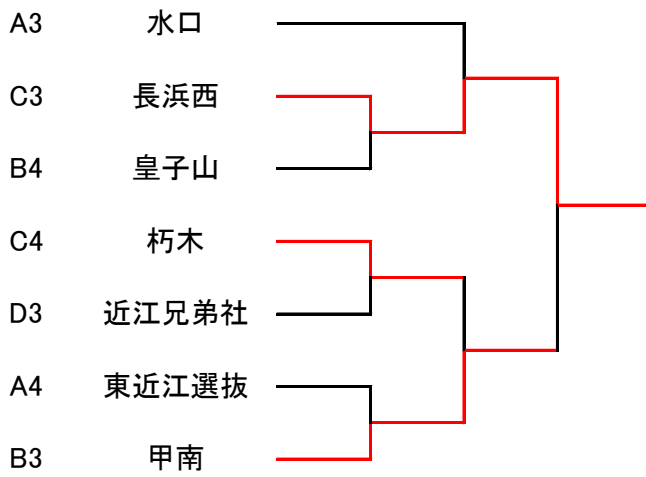 A3 水口
C3 長浜西
B4 皇子山
C4 朽木
D3 近江兄弟社
A4 東近江選抜
B3 甲南